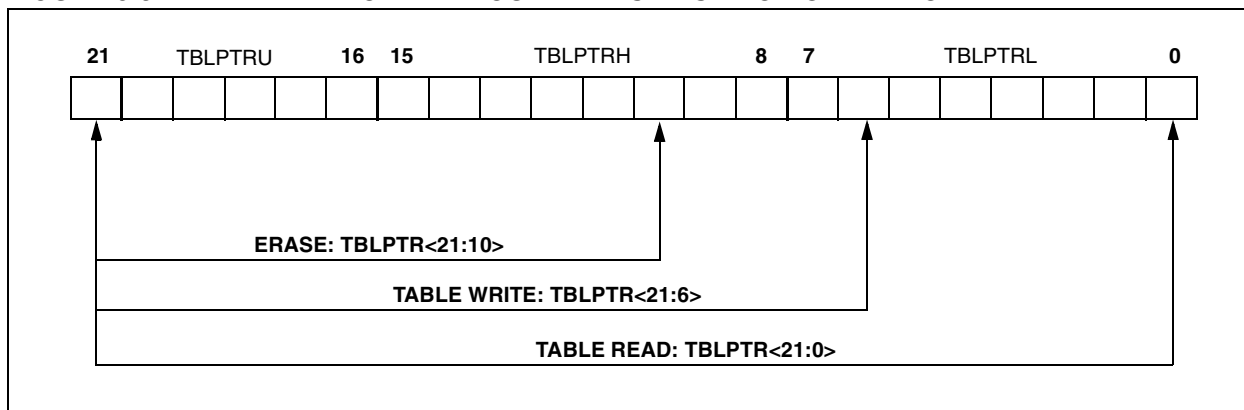 21 TBLPTRU 16 15 TBLPTRH 8 7 TBLPTRL 0
ERASE: TBLPTR<21:10>
TABLE WRITE: TBLPTR<21:6>
TABLE READ: TBLPTR<21:0>